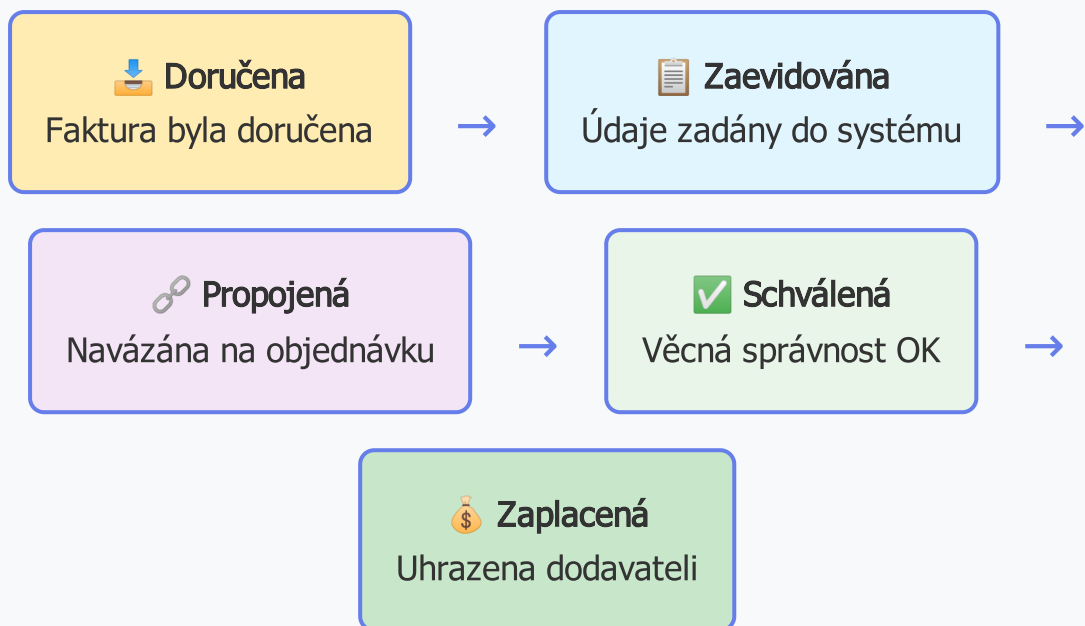 📥 Doručena
Faktura byla doručena
→
📋 Zaevidována
Údaje zadány do systému
→
🔗 Propojená
Navázána na objednávku
→
✅ Schválená
Věcná správnost OK
→
💰 Zaplacená
Uhrazena dodavateli